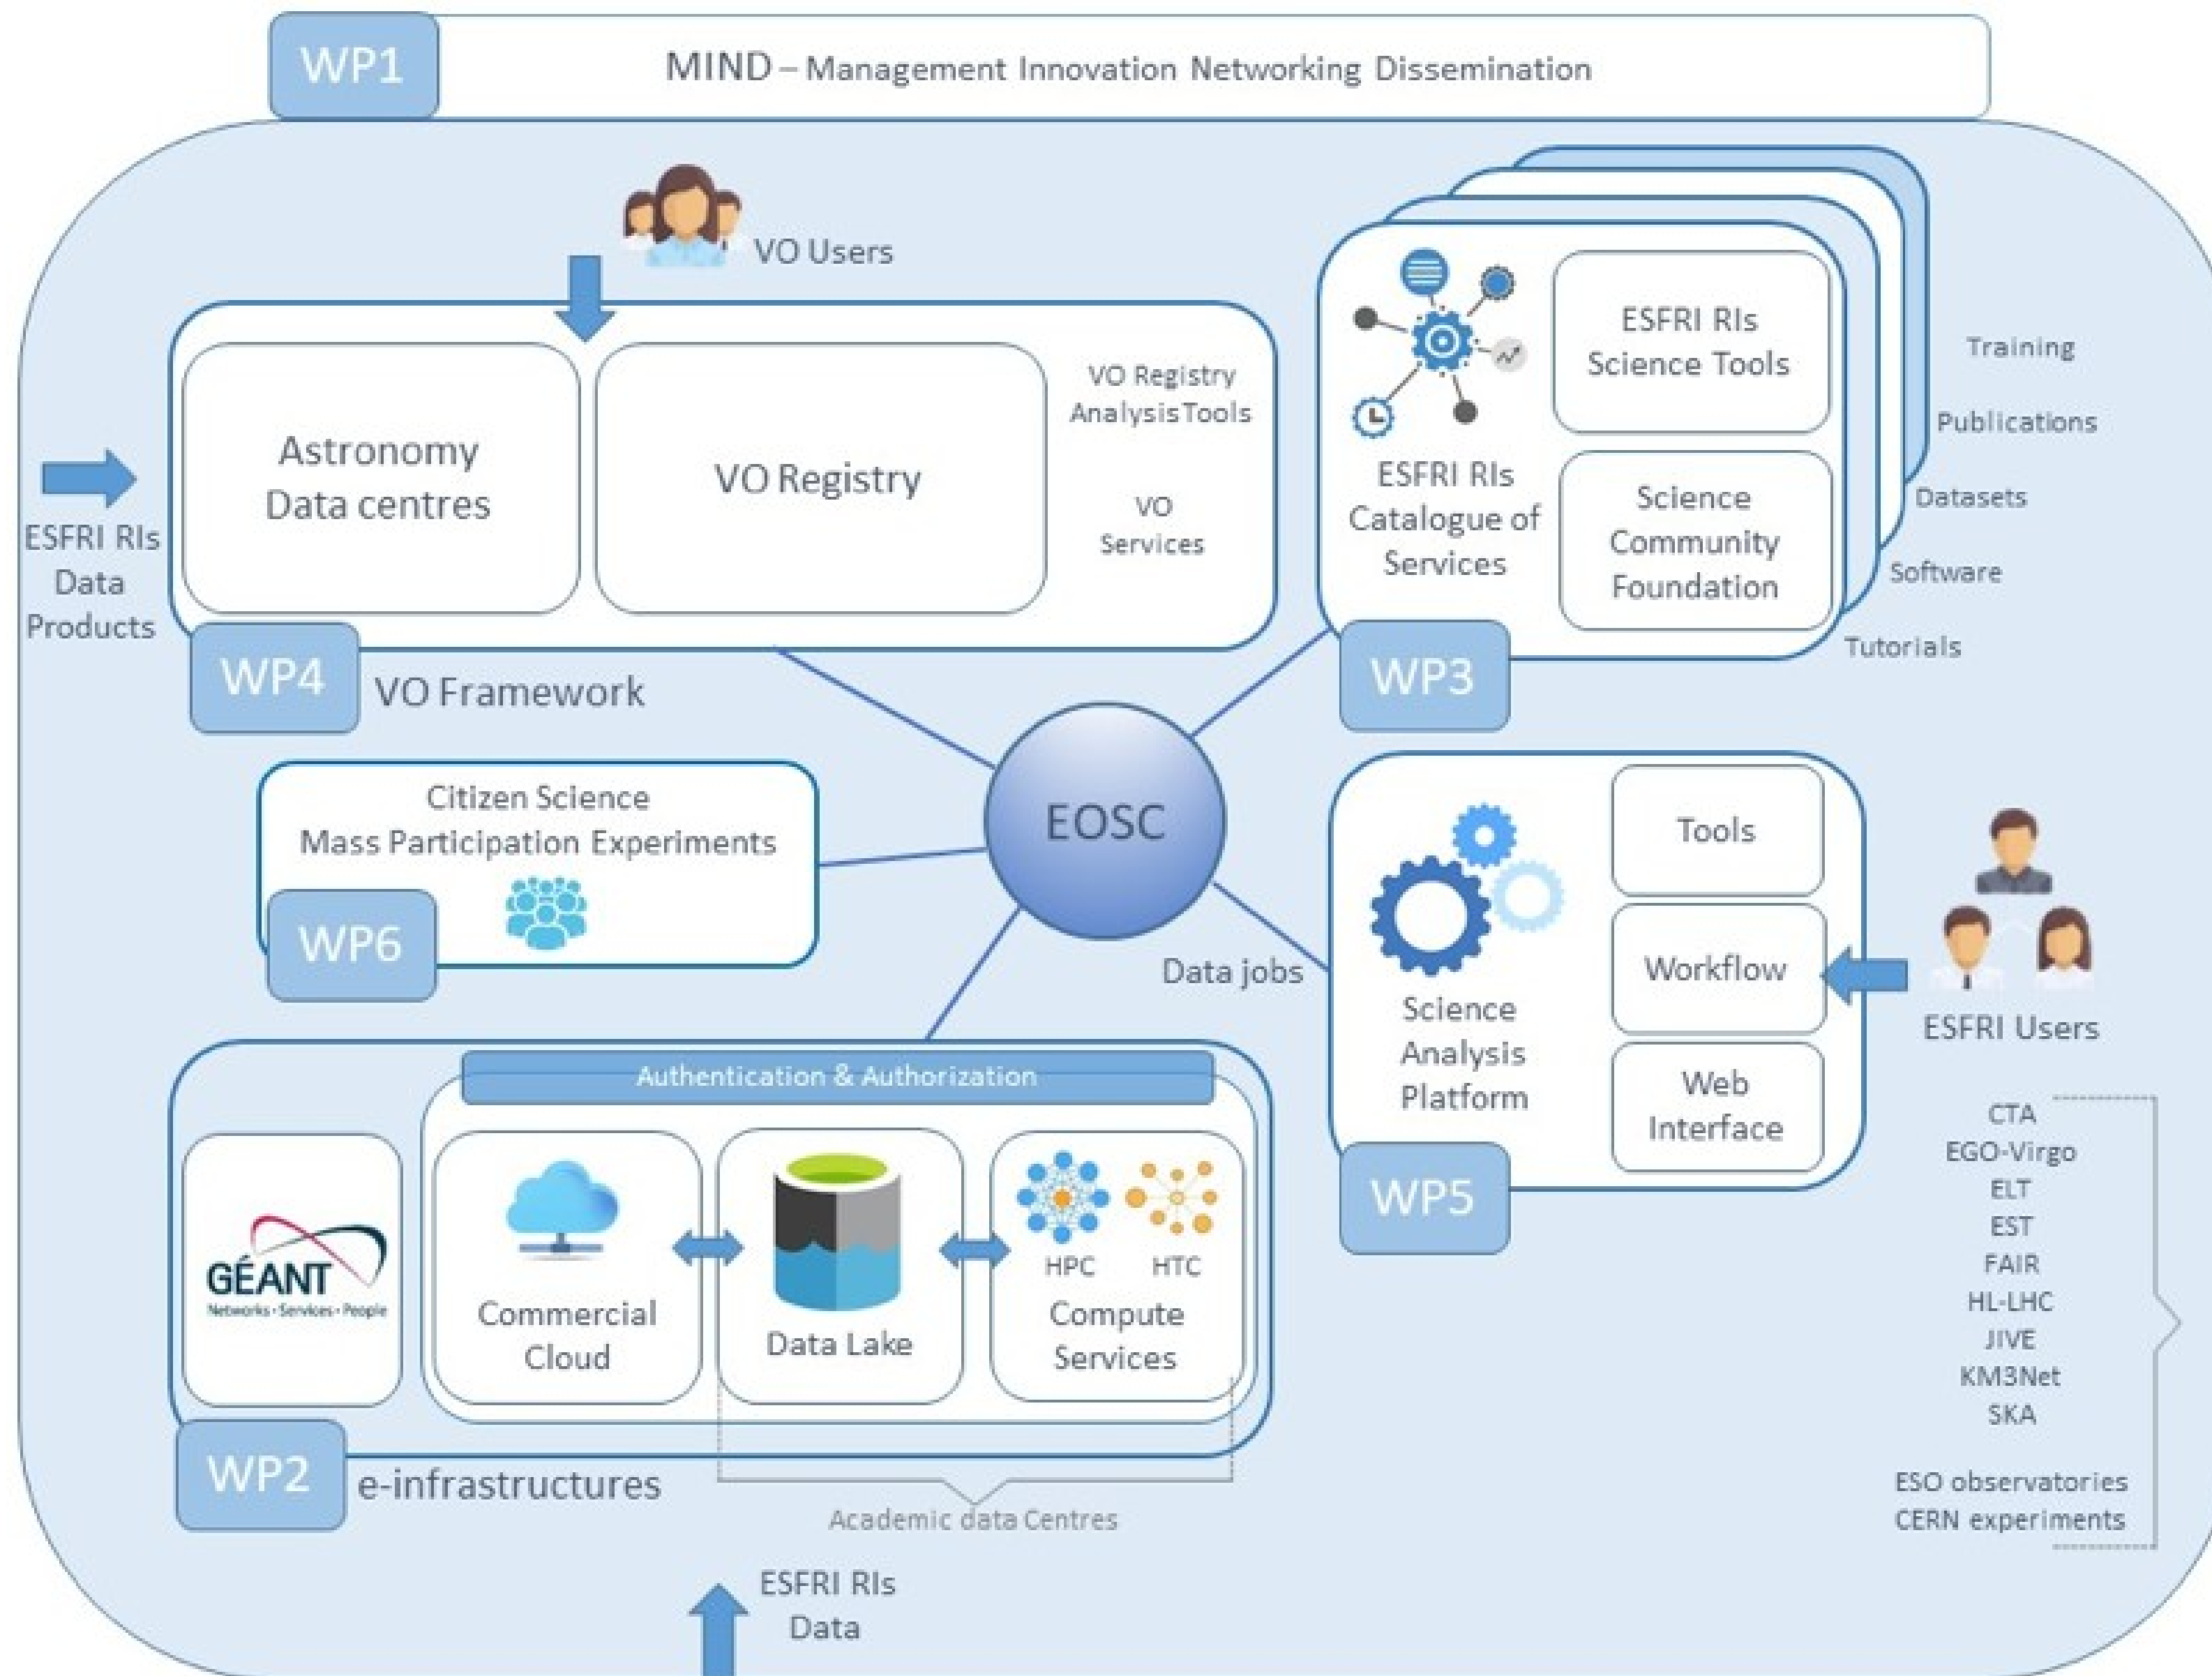 WP1
MIND – Management Innovation Networking Dissemination
VO Users
Astronomy
Data centres
VO Registry
VO Registry
Analysis Tools
VO
Services
ESFRI RIs
Data
Products
WP4
VO Framework
ESFRI RIs
Catalogue of
Services
ESFRI RIs
Science Tools
Science
Community
Foundation
Training
Publications
Datasets
Software
Tutorials
WP3
Citizen Science
Mass Participation Experiments
WP6
EOSC
Data jobs
Science
Analysis
Platform
Tools
Workflow
Web
Interface
WP5
ESFRI Users
CTA
EGO-Virgo
ELT
EST
FAIR
HL-LHC
JIVE
KM3Net
SKA
ESO observatories
CERN experiments
Authentication & Authorization
GÉANT
Networks • Services • People
Commercial
Cloud
Data Lake
HPC HTC
Compute
Services
WP2
e-infrastructures
Academic data Centres
ESFRI RIs
Data